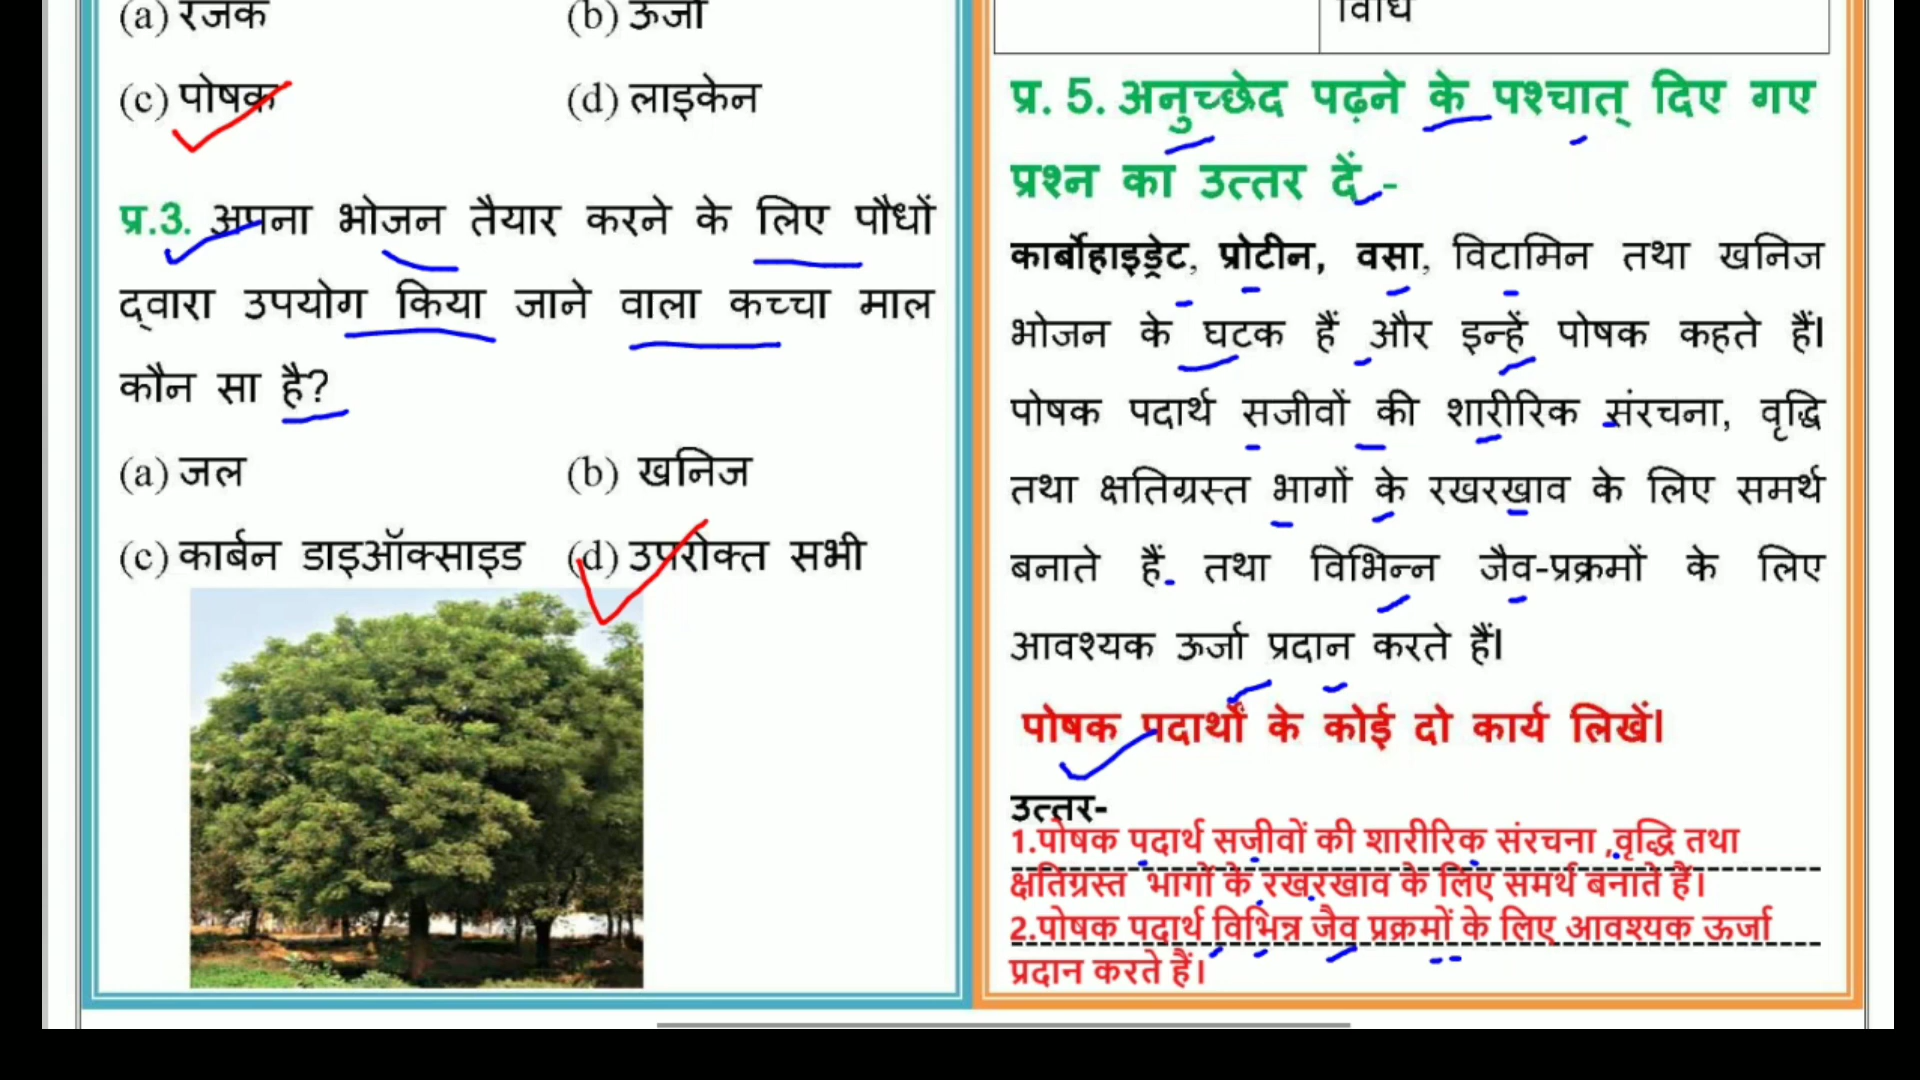 (a) रंजक (b) ऊर्जा
(c) पोषक (d) लाइकेन
प्र.3. अपना भोजन तैयार करने के लिए पौधों
द्वारा उपयोग किया जाने वाला कच्चा माल
कौन सा है?
(a) जल (b) खनिज
(c) कार्बन डाइऑक्साइड (d) उपरोक्त सभी
विधि
प्र. 5. अनुच्छेद पढ़ने के पश्चात् दिए गए
प्रश्न का उत्तर दें -
कार्बोहाइड्रेट, प्रोटीन, वसा, विटामिन तथा खनिज
भोजन के घटक हैं और इन्हें पोषक कहते हैं।
पोषक पदार्थ सजीवों की शारीरिक संरचना, वृद्धि
तथा क्षतिग्रस्त भागों के रखरखाव के लिए समर्थ
बनाते हैं तथा विभिन्न जैव-प्रक्रमों के लिए
आवश्यक ऊर्जा प्रदान करते हैं।
पोषक पदार्थों के कोई दो कार्य लिखें।
उत्तर-
1.पोषक पदार्थ सजीवों की शारीरिक संरचना ,वृद्धि तथा
क्षतिग्रस्त भागों के रखरखाव के लिए समर्थ बनाते हैं।
2.पोषक पदार्थ विभिन्न जैव प्रक्रमों के लिए आवश्यक ऊर्जा
प्रदान करते हैं।